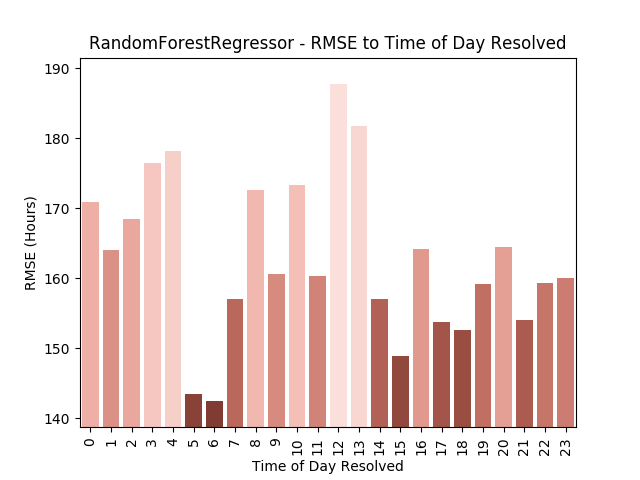 RandomForestRegressor - RMSE to Time of Day Resolved
RMSE (Hours)
190
180
170
160
150
140
0 1 2 3 4 5 6 7 8 9 10 11 12 13 14 15 16 17 18 19 20 21 22 23
Time of Day Resolved